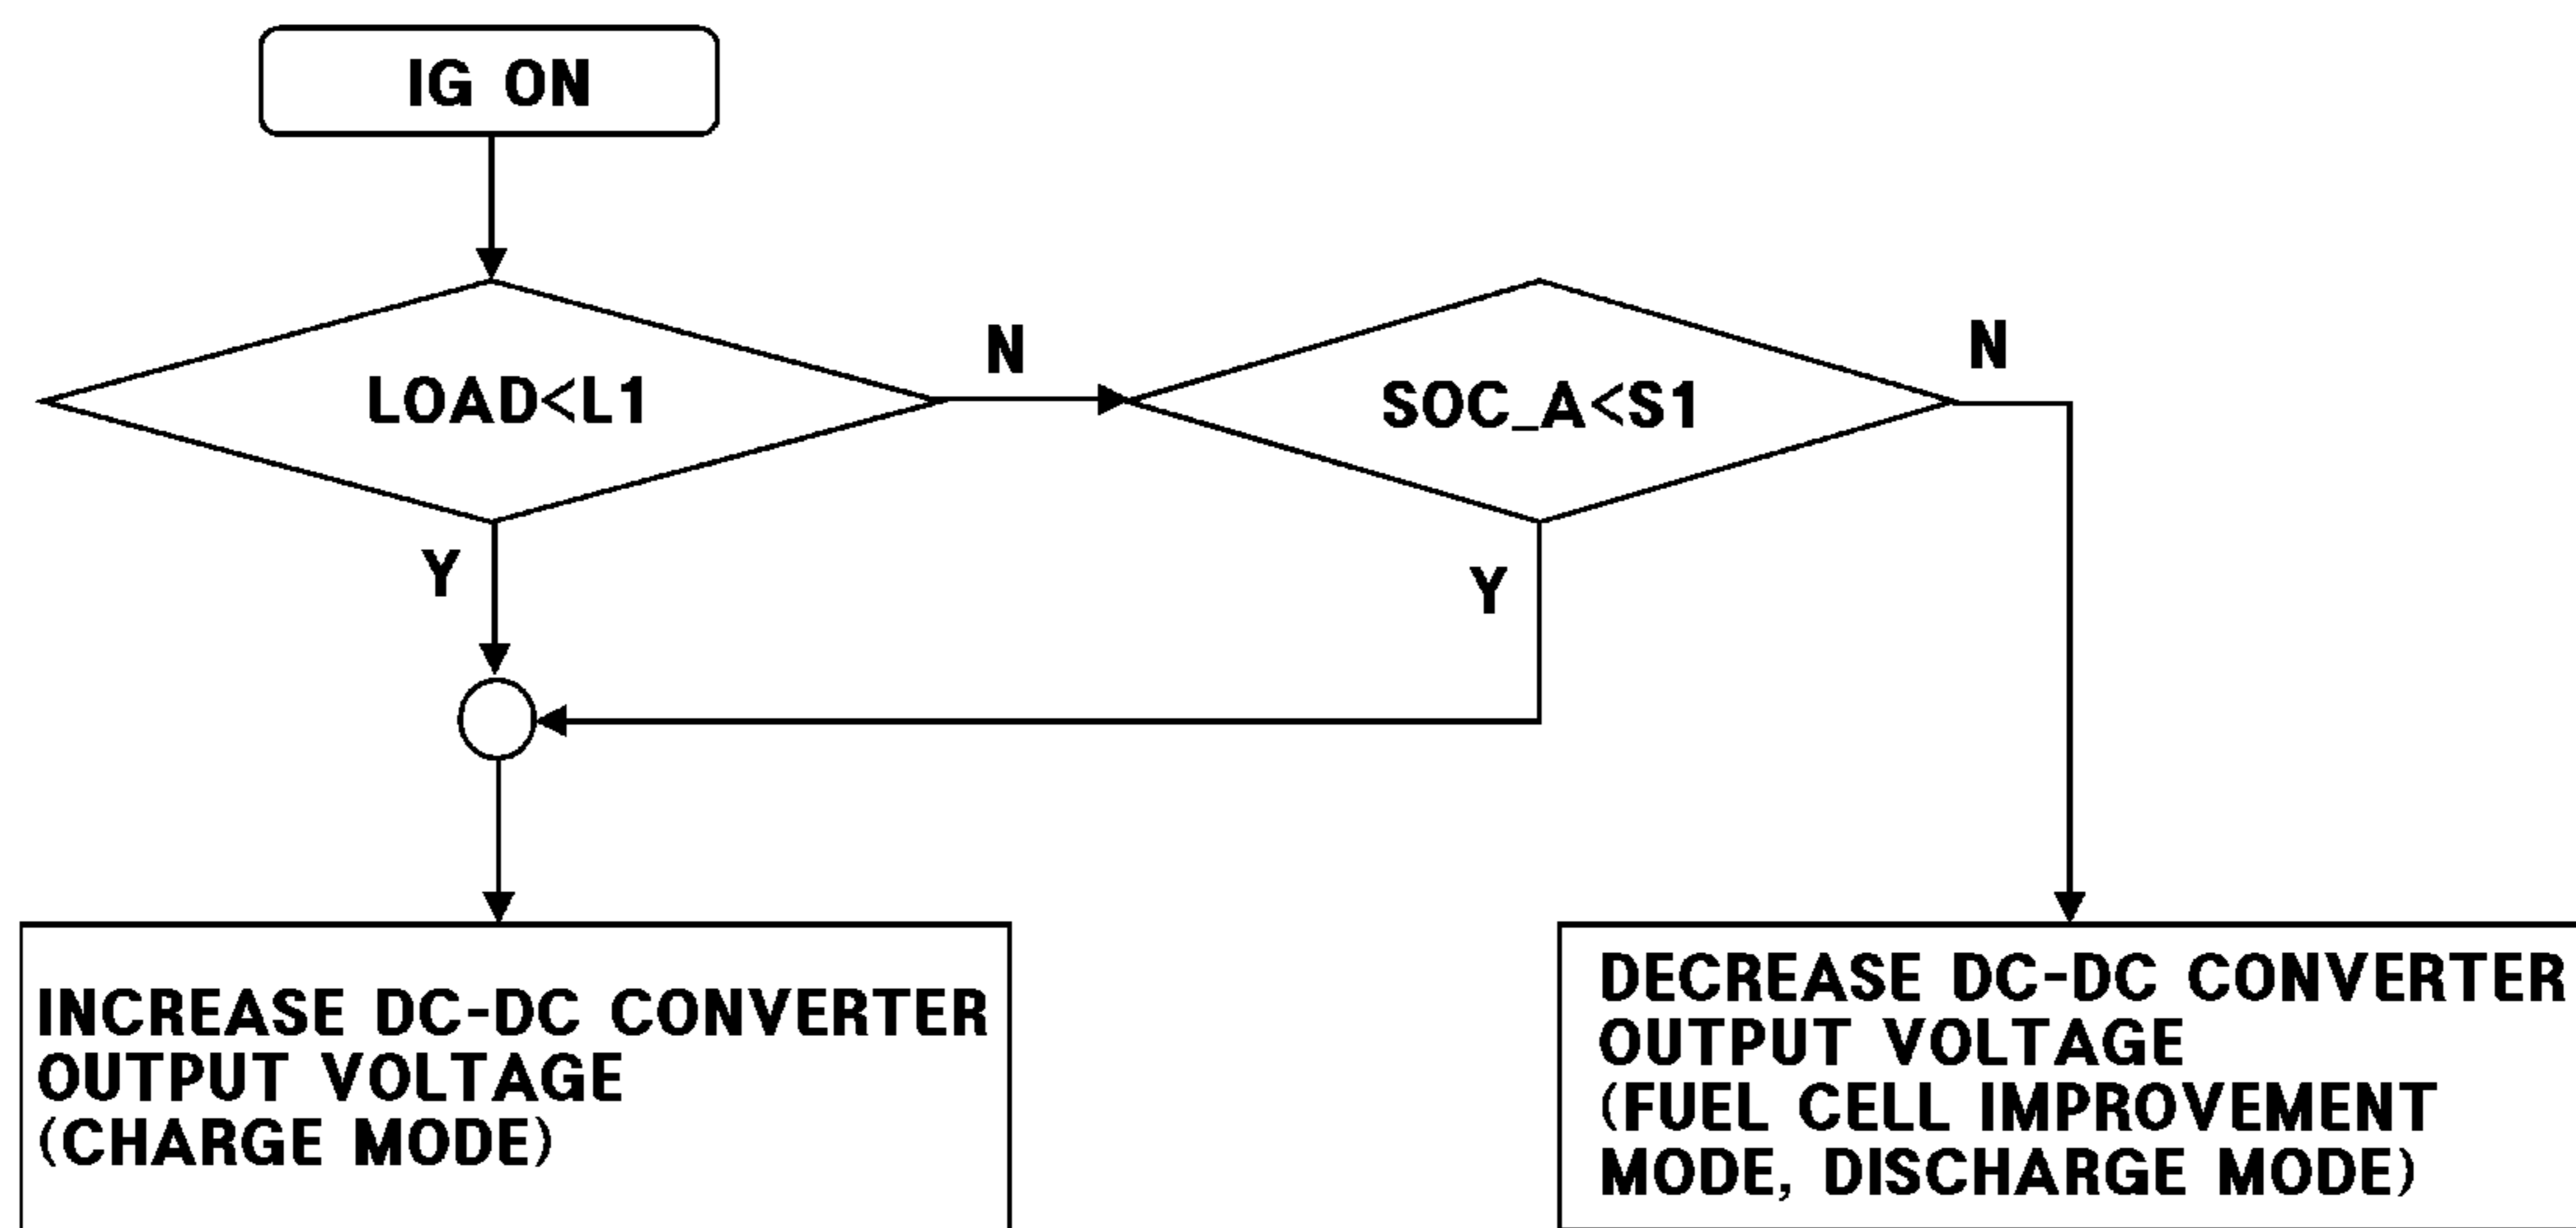 IG ON
LOAD<L1
N
SOC_A<S1
N
Y
Y
INCREASE DC-DC CONVERTER
OUTPUT VOLTAGE
(CHARGE MODE)
DECREASE DC-DC CONVERTER
OUTPUT VOLTAGE
(FUEL CELL IMPROVEMENT
MODE, DISCHARGE MODE)